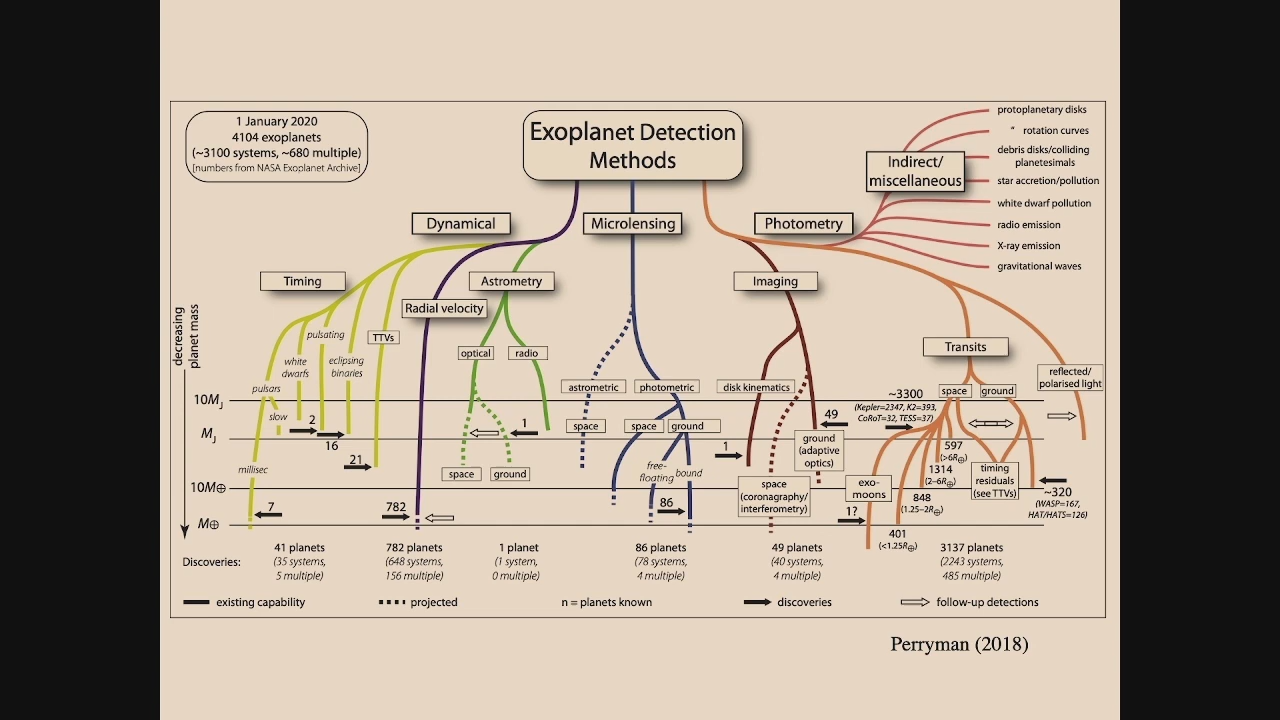 1 January 2020
4104 exoplanets
(~3100 systems, ~680 multiple)
[numbers from NASA Exoplanet Archive]
Exoplanet Detection
Methods
Indirect/
miscellaneous
protoplanetary disks
" rotation curves
debris disks/colliding
planetesimals
star accretion/pollution
white dwarf pollution
radio emission
X-ray emission
gravitational waves
Dynamical
Microlensing
Photometry
Timing
Astrometry
Imaging
Radial velocity
decreasing
planet mass
pulsating
TTVs
white
dwarfs
eclipsing
binaries
pulsars
slow
millisec
optical
radio
astrometric
photometric
disk kinematics
Transits
space
ground
reflected/
polarised light
10MJ
MJ
10M⊕
M⊕
2
16
21
7
782
1
space
ground
space
space
ground
free-
floating
bound
86
1
49
ground
(adaptive
optics)
space
(coronagraphy/
interferometry)
~3300
(Kepler=2347, K2=393,
CoRoT=32, TESS=37)
exo-
moons
1?
597
(>6R⊕)
1314
(2–6R⊕)
848
(1.25–2R⊕)
401
(<1.25R⊕)
timing
residuals
(see TTVs)
~320
(WASP=167,
HAT/HATS=126)
Discoveries:
41 planets
(35 systems,
5 multiple)
782 planets
(648 systems,
156 multiple)
1 planet
(1 system,
0 multiple)
86 planets
(78 systems,
4 multiple)
49 planets
(40 systems,
4 multiple)
3137 planets
(2243 systems,
485 multiple)
existing capability
projected
n = planets known
discoveries
follow-up detections
Perryman (2018)